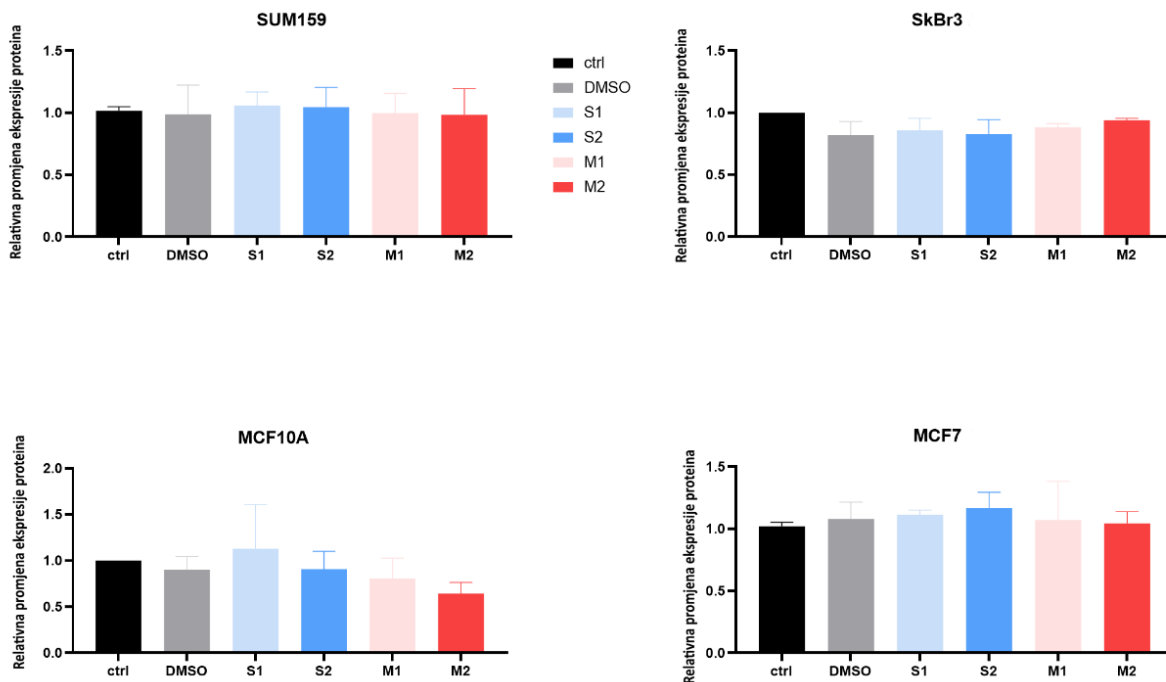 SUM159
Relativna promjena ekspresije proteina
1.5
1.0
0.5
0.0
ctrl DMSO S1 S2 M1 M2
ctrl
DMSO
S1
S2
M1
M2
SkBr3
Relativna promjena ekspresije proteina
1.5
1.0
0.5
0.0
ctrl DMSO S1 S2 M1 M2
MCF10A
Relativna promjena ekspresije proteina
2.0
1.5
1.0
0.5
0.0
ctrl DMSO S1 S2 M1 M2
MCF7
Relativna promjena ekspresije proteina
1.5
1.0
0.5
0.0
ctrl DMSO S1 S2 M1 M2